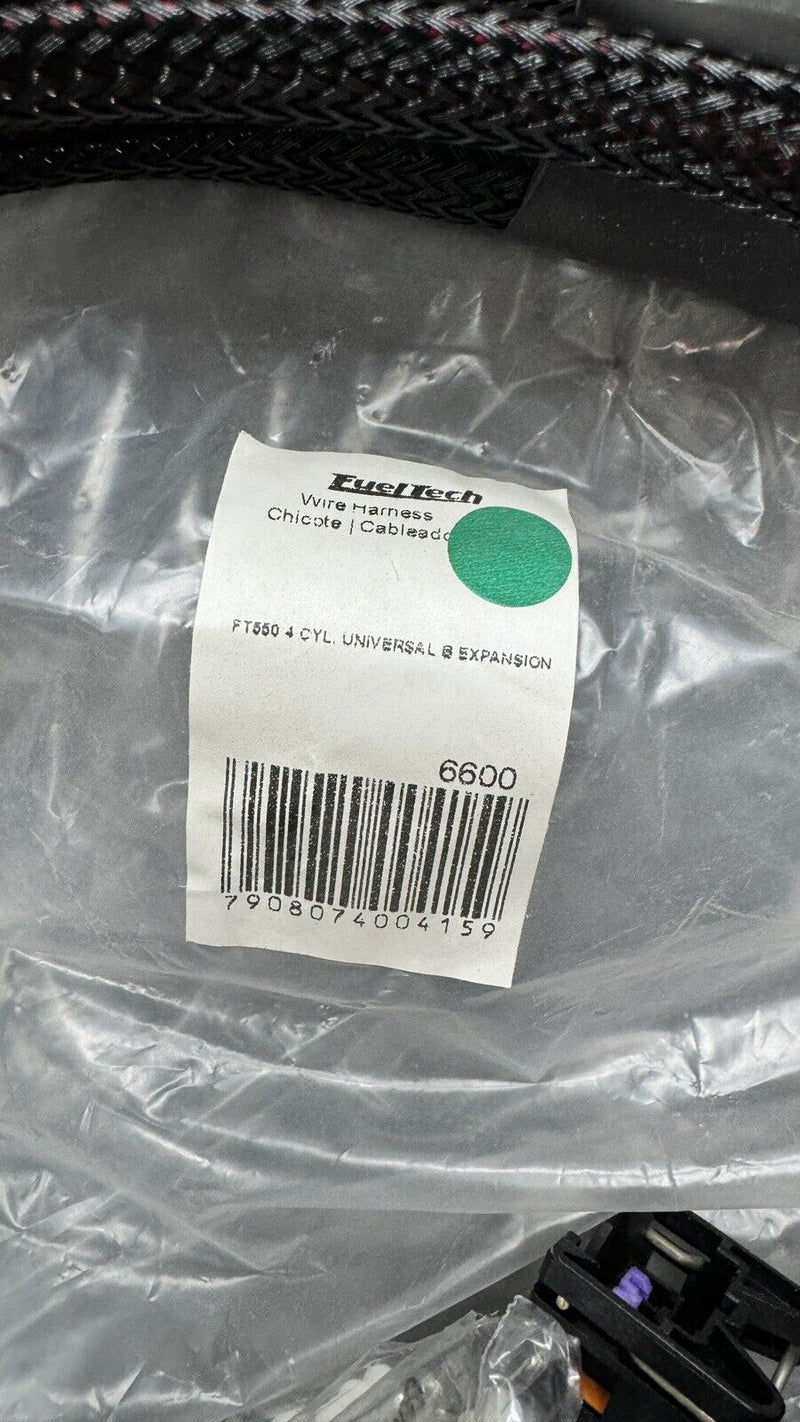 FuelTech
Wire Harness
Chicote | Cableado
FT550 4 CYL. UNIVERSAL B EXPANSION
6600
7908074004159